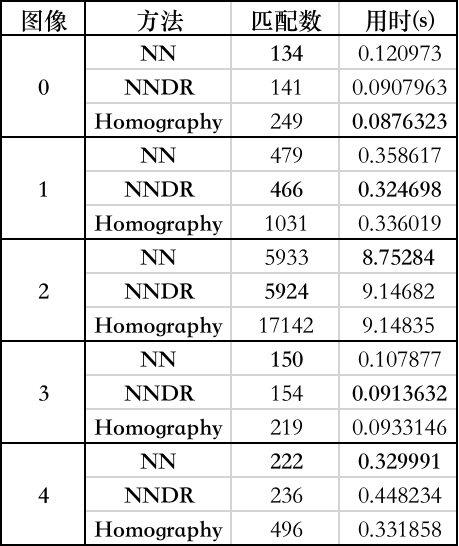 图像 方法 匹配数 用时(s)
NN 134 0.120973
0 NNDR 141 0.0907963
Homography 249 0.0876323
NN 479 0.358617
1 NNDR 466 0.324698
Homography 1031 0.336019
NN 5933 8.75284
2 NNDR 5924 9.14682
Homography 17142 9.14835
NN 150 0.107877
3 NNDR 154 0.0913632
Homography 219 0.0933146
NN 222 0.329991
4 NNDR 236 0.448234
Homography 496 0.331858